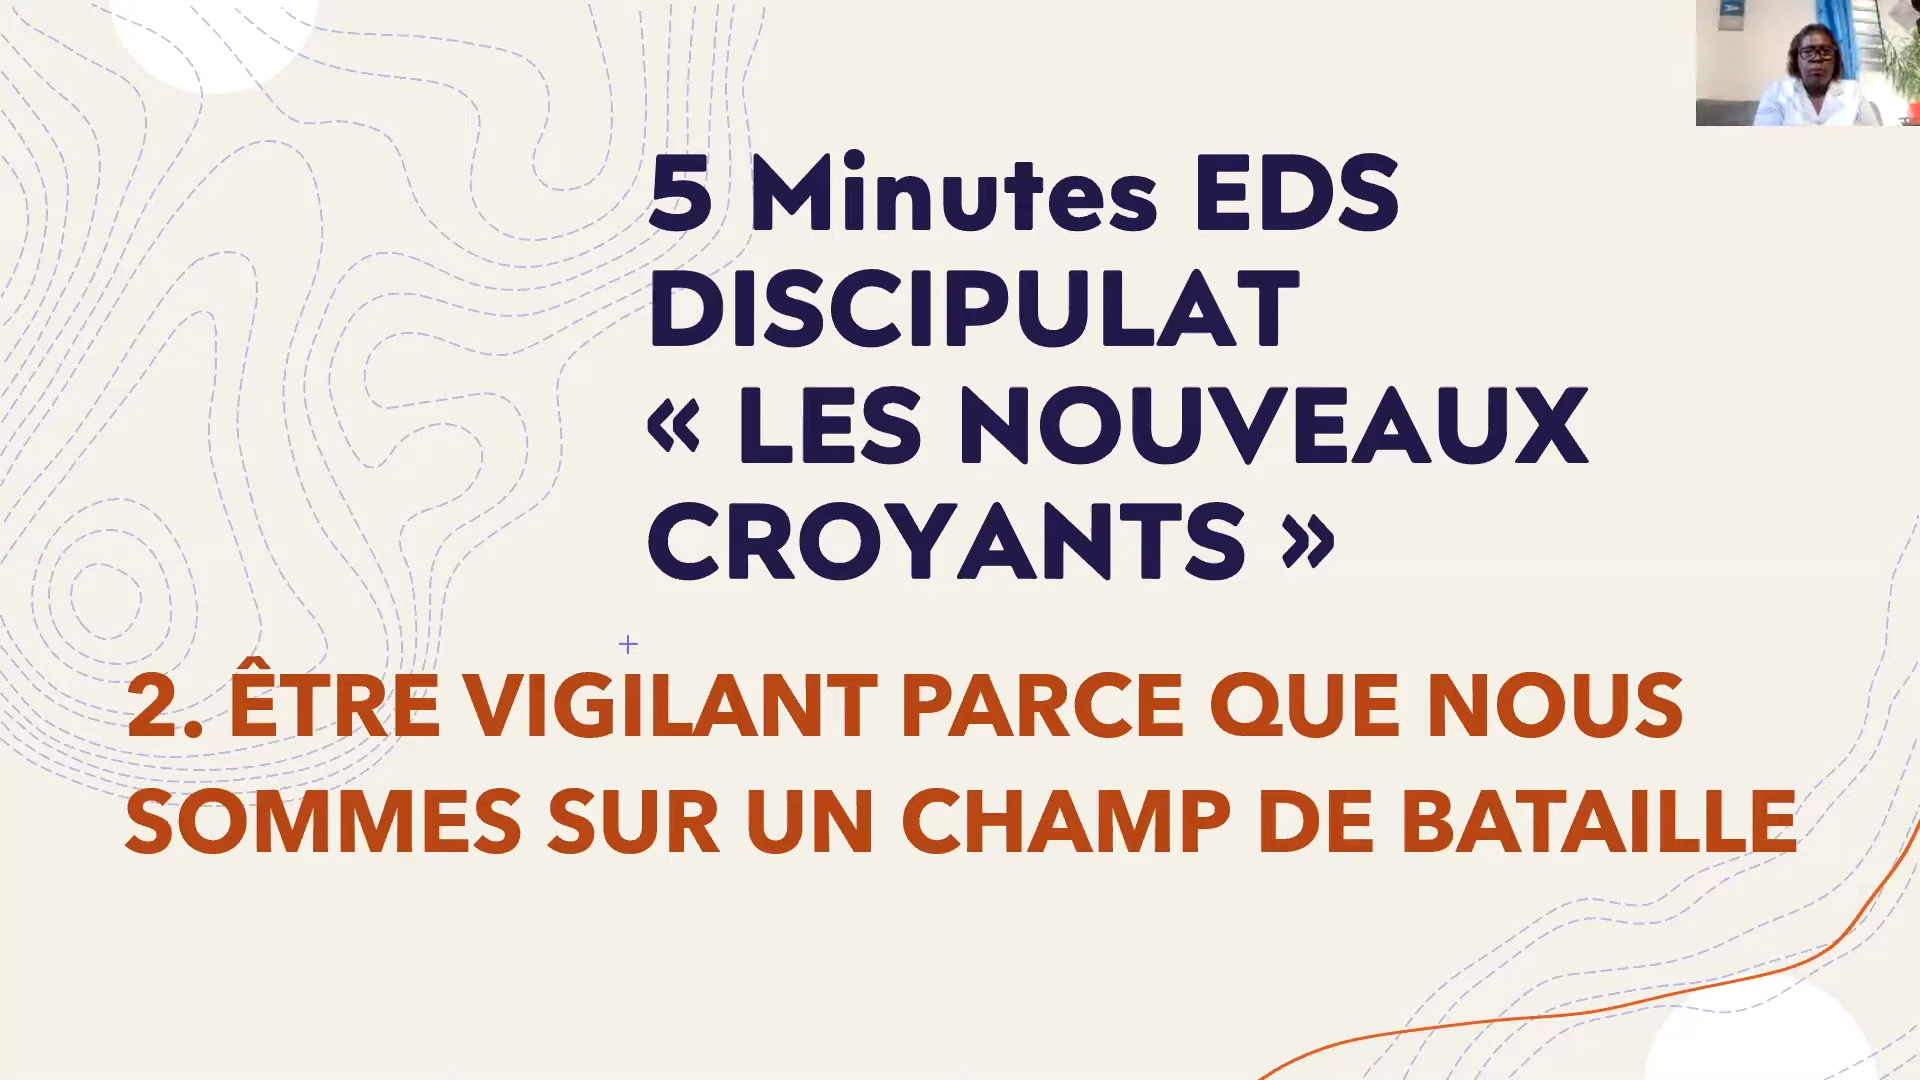 5 Minutes EDS
DISCIPULAT
« LES NOUVEAUX
CROYANTS »
2. ÊTRE VIGILANT PARCE QUE NOUS
SOMMES SUR UN CHAMP DE BATAILLE